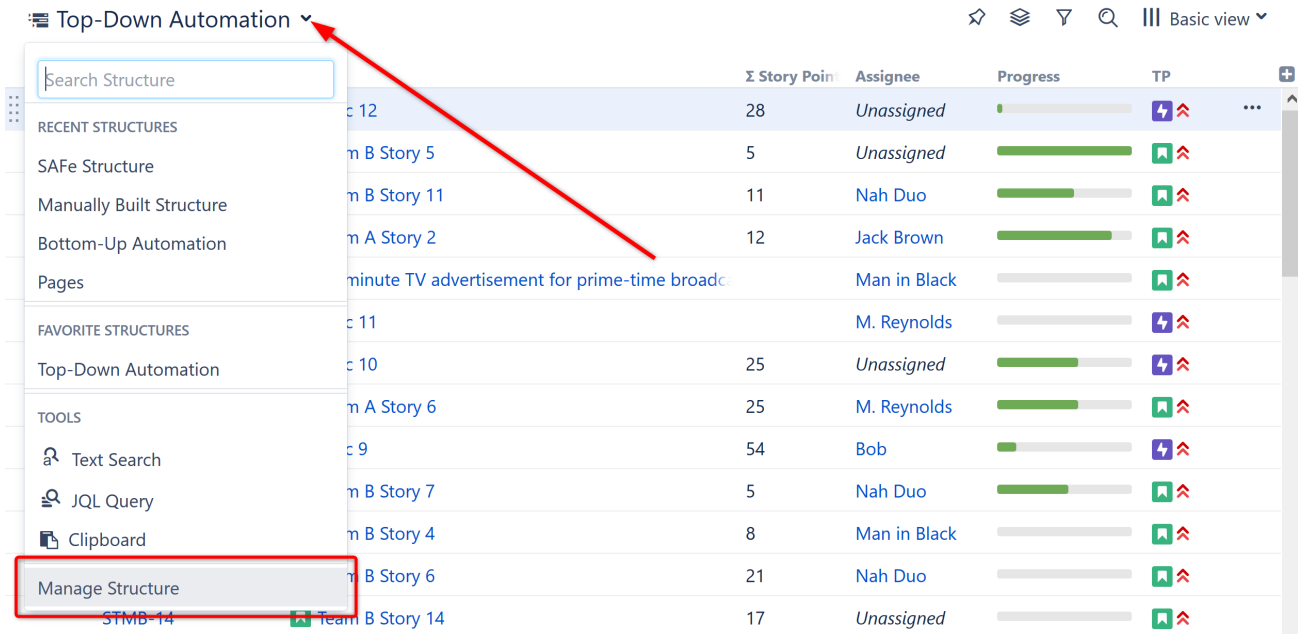 Top-Down Automation
Basic view
Search Structure
Σ Story Poin Assignee Progress TP
RECENT STRUCTURES
SAFe Structure
Manually Built Structure
Bottom-Up Automation
Pages
FAVORITE STRUCTURES
Top-Down Automation
TOOLS
Text Search
JQL Query
Clipboard
Manage Structure
c 12 28 Unassigned
m B Story 5 5 Unassigned
m B Story 11 11 Nah Duo
m A Story 2 12 Jack Brown
minute TV advertisement for prime-time broadca Man in Black
c 11 M. Reynolds
c 10 25 Unassigned
m A Story 6 25 M. Reynolds
c 9 54 Bob
m B Story 7 5 Nah Duo
m B Story 4 8 Man in Black
m B Story 6 21 Nah Duo
STMB-14 Team B Story 14 17 Unassigned